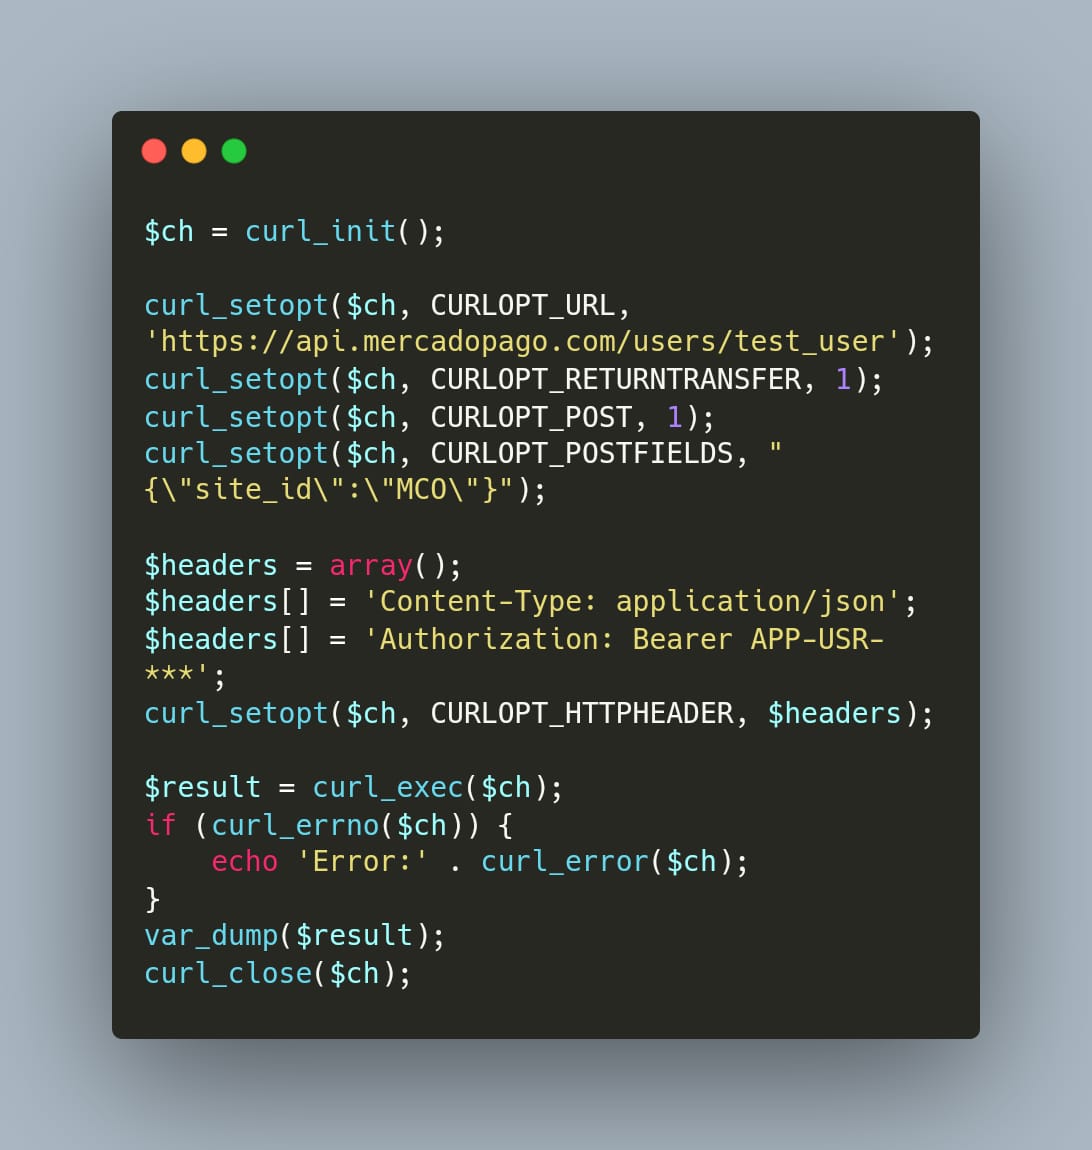 $ch = curl_init();
curl_setopt($ch, CURLOPT_URL,
'https://api.mercadopago.com/users/test_user');
curl_setopt($ch, CURLOPT_RETURNTRANSFER, 1);
curl_setopt($ch, CURLOPT_POST, 1);
curl_setopt($ch, CURLOPT_POSTFIELDS, "
{\"site_id\":\"MCO\"}");
$headers = array();
$headers[] = 'Content-Type: application/json';
$headers[] = 'Authorization: Bearer APP-USR-
***';
curl_setopt($ch, CURLOPT_HTTPHEADER, $headers);
$result = curl_exec($ch);
if (curl_errno($ch)) {
    echo 'Error:' . curl_error($ch);
}
var_dump($result);
curl_close($ch);